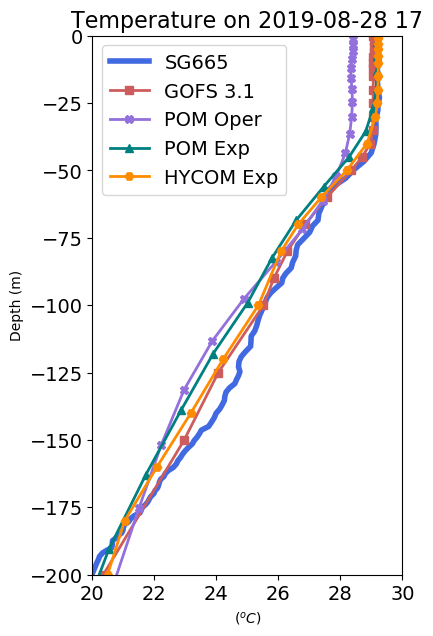 Temperature on 2019-08-28 17
SG665
GOFS 3.1
POM Oper
POM Exp
HYCOM Exp
Depth (m)
0
−25
−50
−75
−100
−125
−150
−175
−200
20 22 24 26 28 30
(°C)